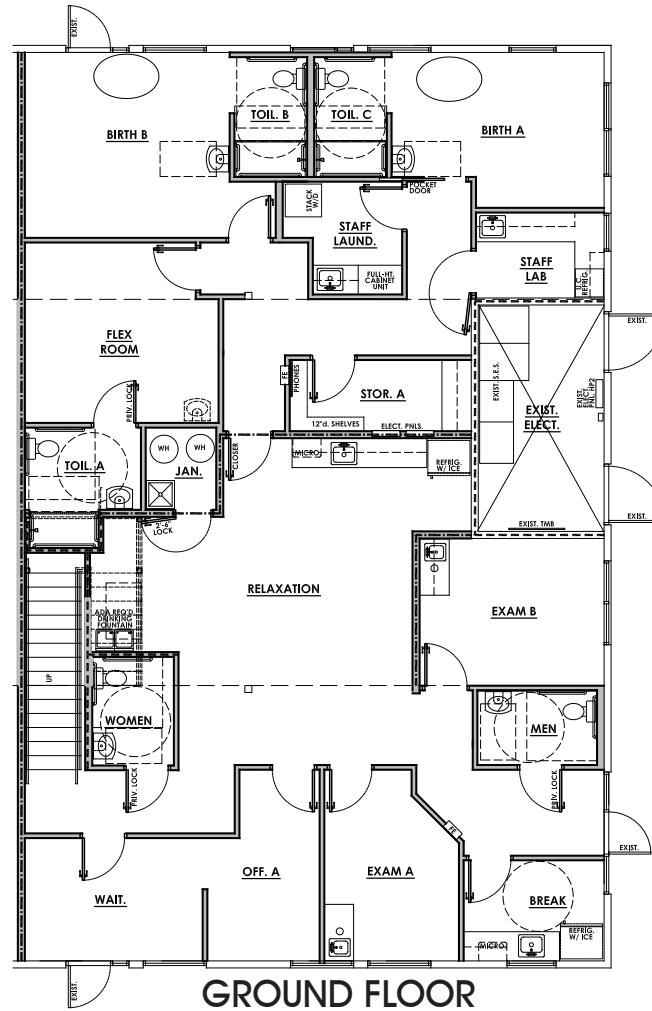 EXIST.
BIRTH B
TOIL. B
TOIL. C
BIRTH A
POCKET
DOOR
STACK
W/D
STAFF
LAUND.
FULL-HT.
CABINET
UNIT
STAFF
LAB
U.C.
REFRIG.
EXIST.
FLEX
ROOM
PRIV. LOCK
FE
PHONES
STOR. A
12"d. SHELVES
ELECT. PNLS.
EXIST. S.E.S.
EXIST.
ELECT.
EXIST.
ELECT.
PNL HP2
EXIST.
EXIST. TMB
TOIL. A
WH
WH
JAN.
CLOSER
MICRO
REFRIG.
W/ ICE
2'-6"
LOCK
RELAXATION
EXAM B
ADA REQ'D
DRINKING
FOUNTAIN
UP
WOMEN
PRIV. LOCK
MEN
PRIV. LOCK
FE
EXIST.
WAIT.
OFF. A
EXAM A
BREAK
MICRO
REFRIG.
W/ ICE
EXIST.
GROUND FLOOR